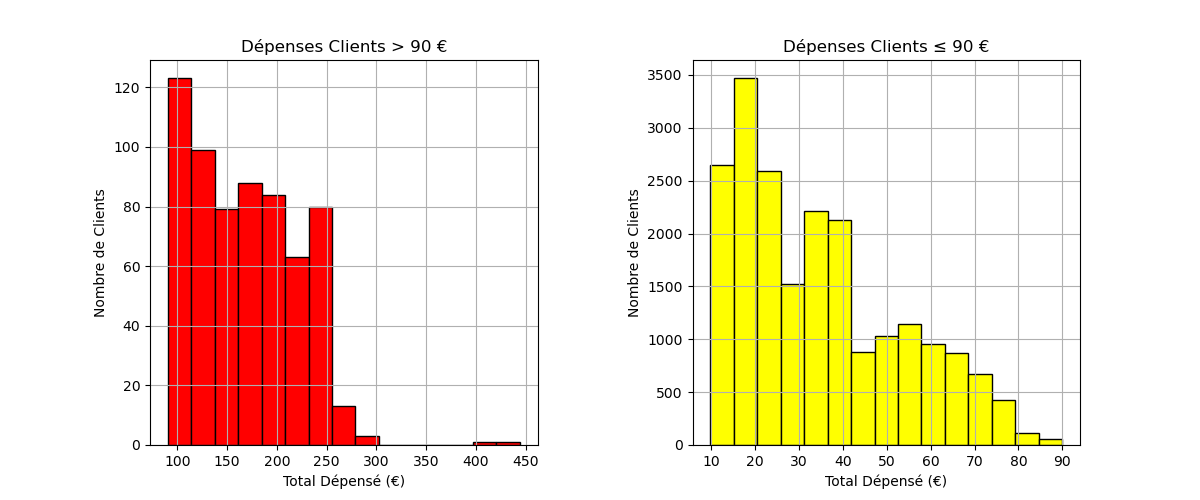 Dépenses Clients > 90 €
Nombre de Clients
120
100
80
60
40
20
0
100 150 200 250 300 350 400 450
Total Dépensé (€)
Dépenses Clients ≤ 90 €
Nombre de Clients
3500
3000
2500
2000
1500
1000
500
0
10 20 30 40 50 60 70 80 90
Total Dépensé (€)